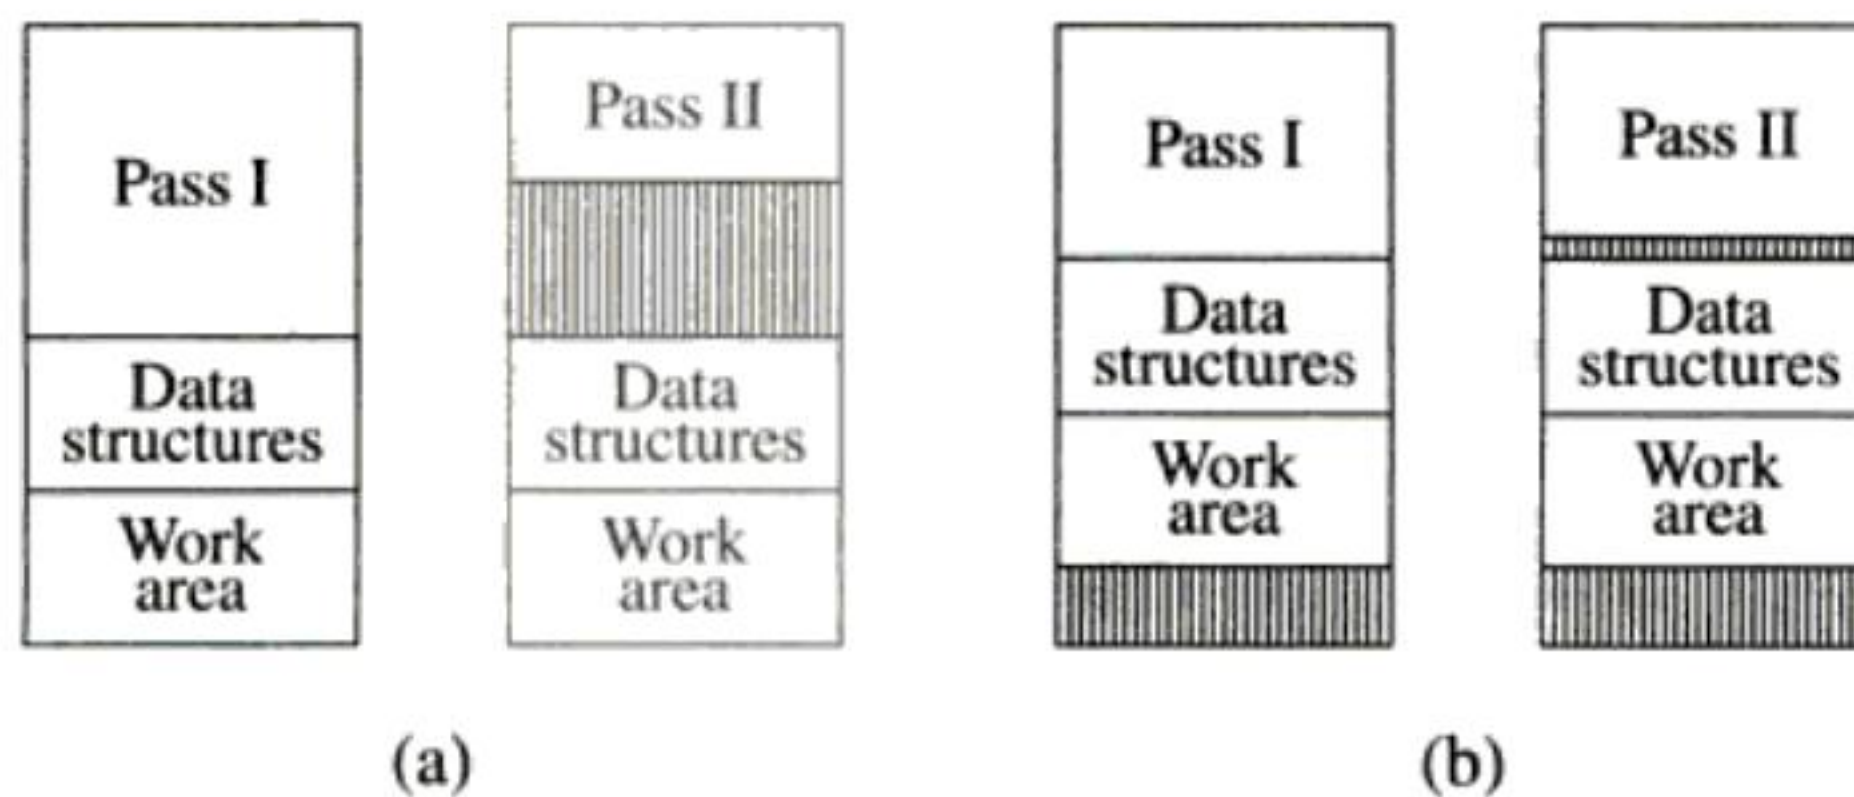 Pass I
Data
structures
Work
area
Pass II
Data
structures
Work
area
(a)
Pass I
Data
structures
Work
area
Pass II
Data
structures
Work
area
(b)